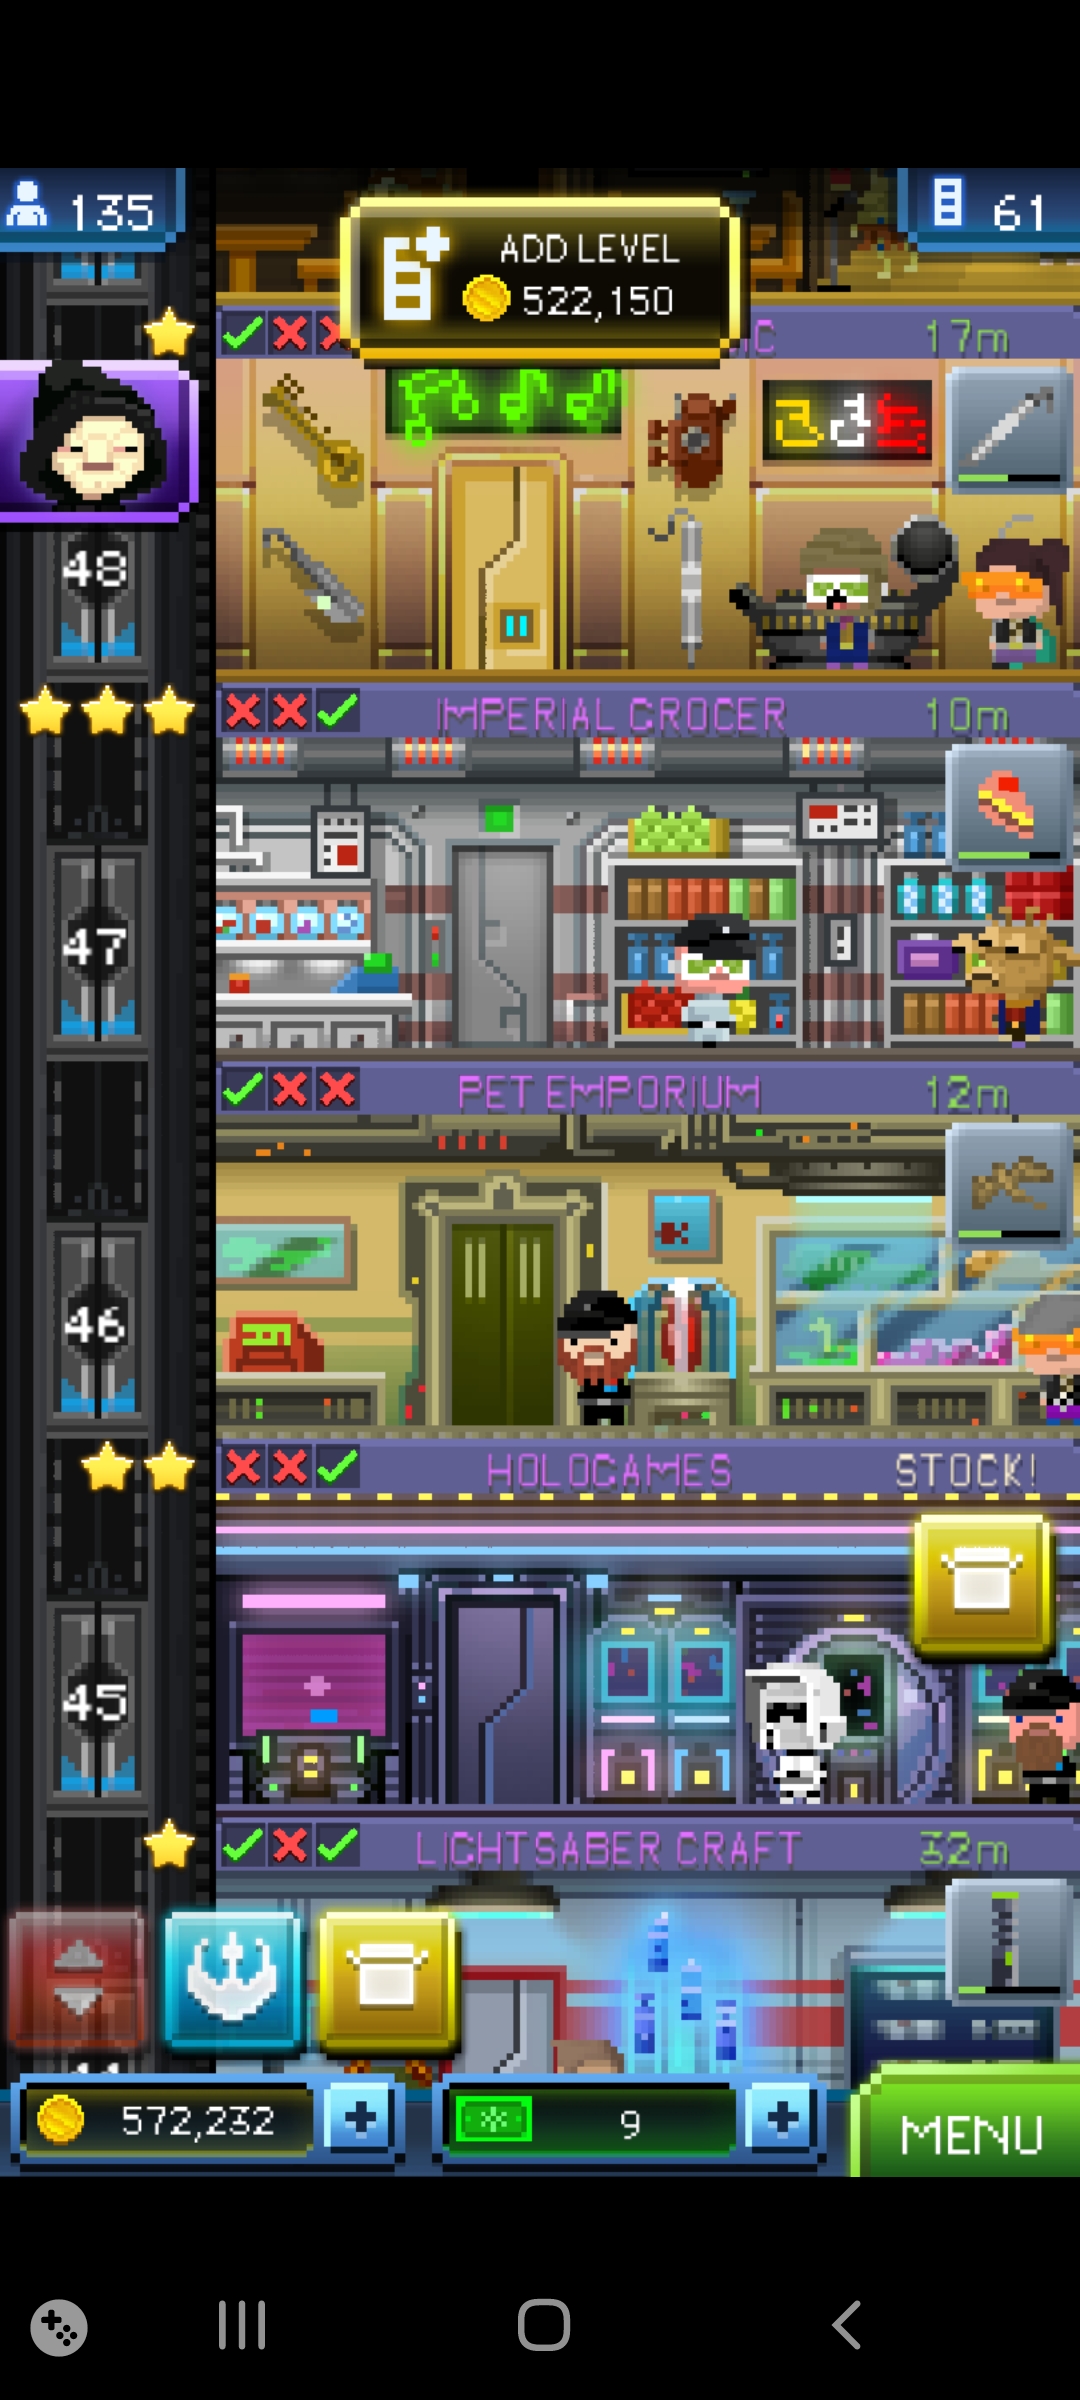 135
ADD LEVEL
522,150
61
IC 17m
48
IMPERIAL GROCER 10m
47
PET EMPORIUM 12m
46
HOLOGAMES STOCK!
45
LIGHTSABER CRAFT 32m
572,232
9
MENU